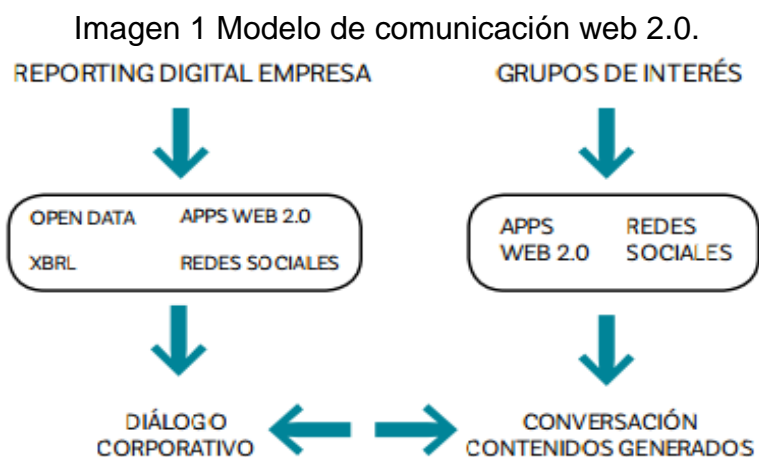 Imagen 1 Modelo de comunicación web 2.0.
REPORTING DIGITAL EMPRESA
GRUPOS DE INTERÉS
OPEN DATA
APPS WEB 2.0
XBRL
REDES SOCIALES
APPS
WEB 2.0
REDES
SOCIALES
DIÁLOGO
CORPORATIVO
CONVERSACIÓN
CONTENIDOS GENERADOS